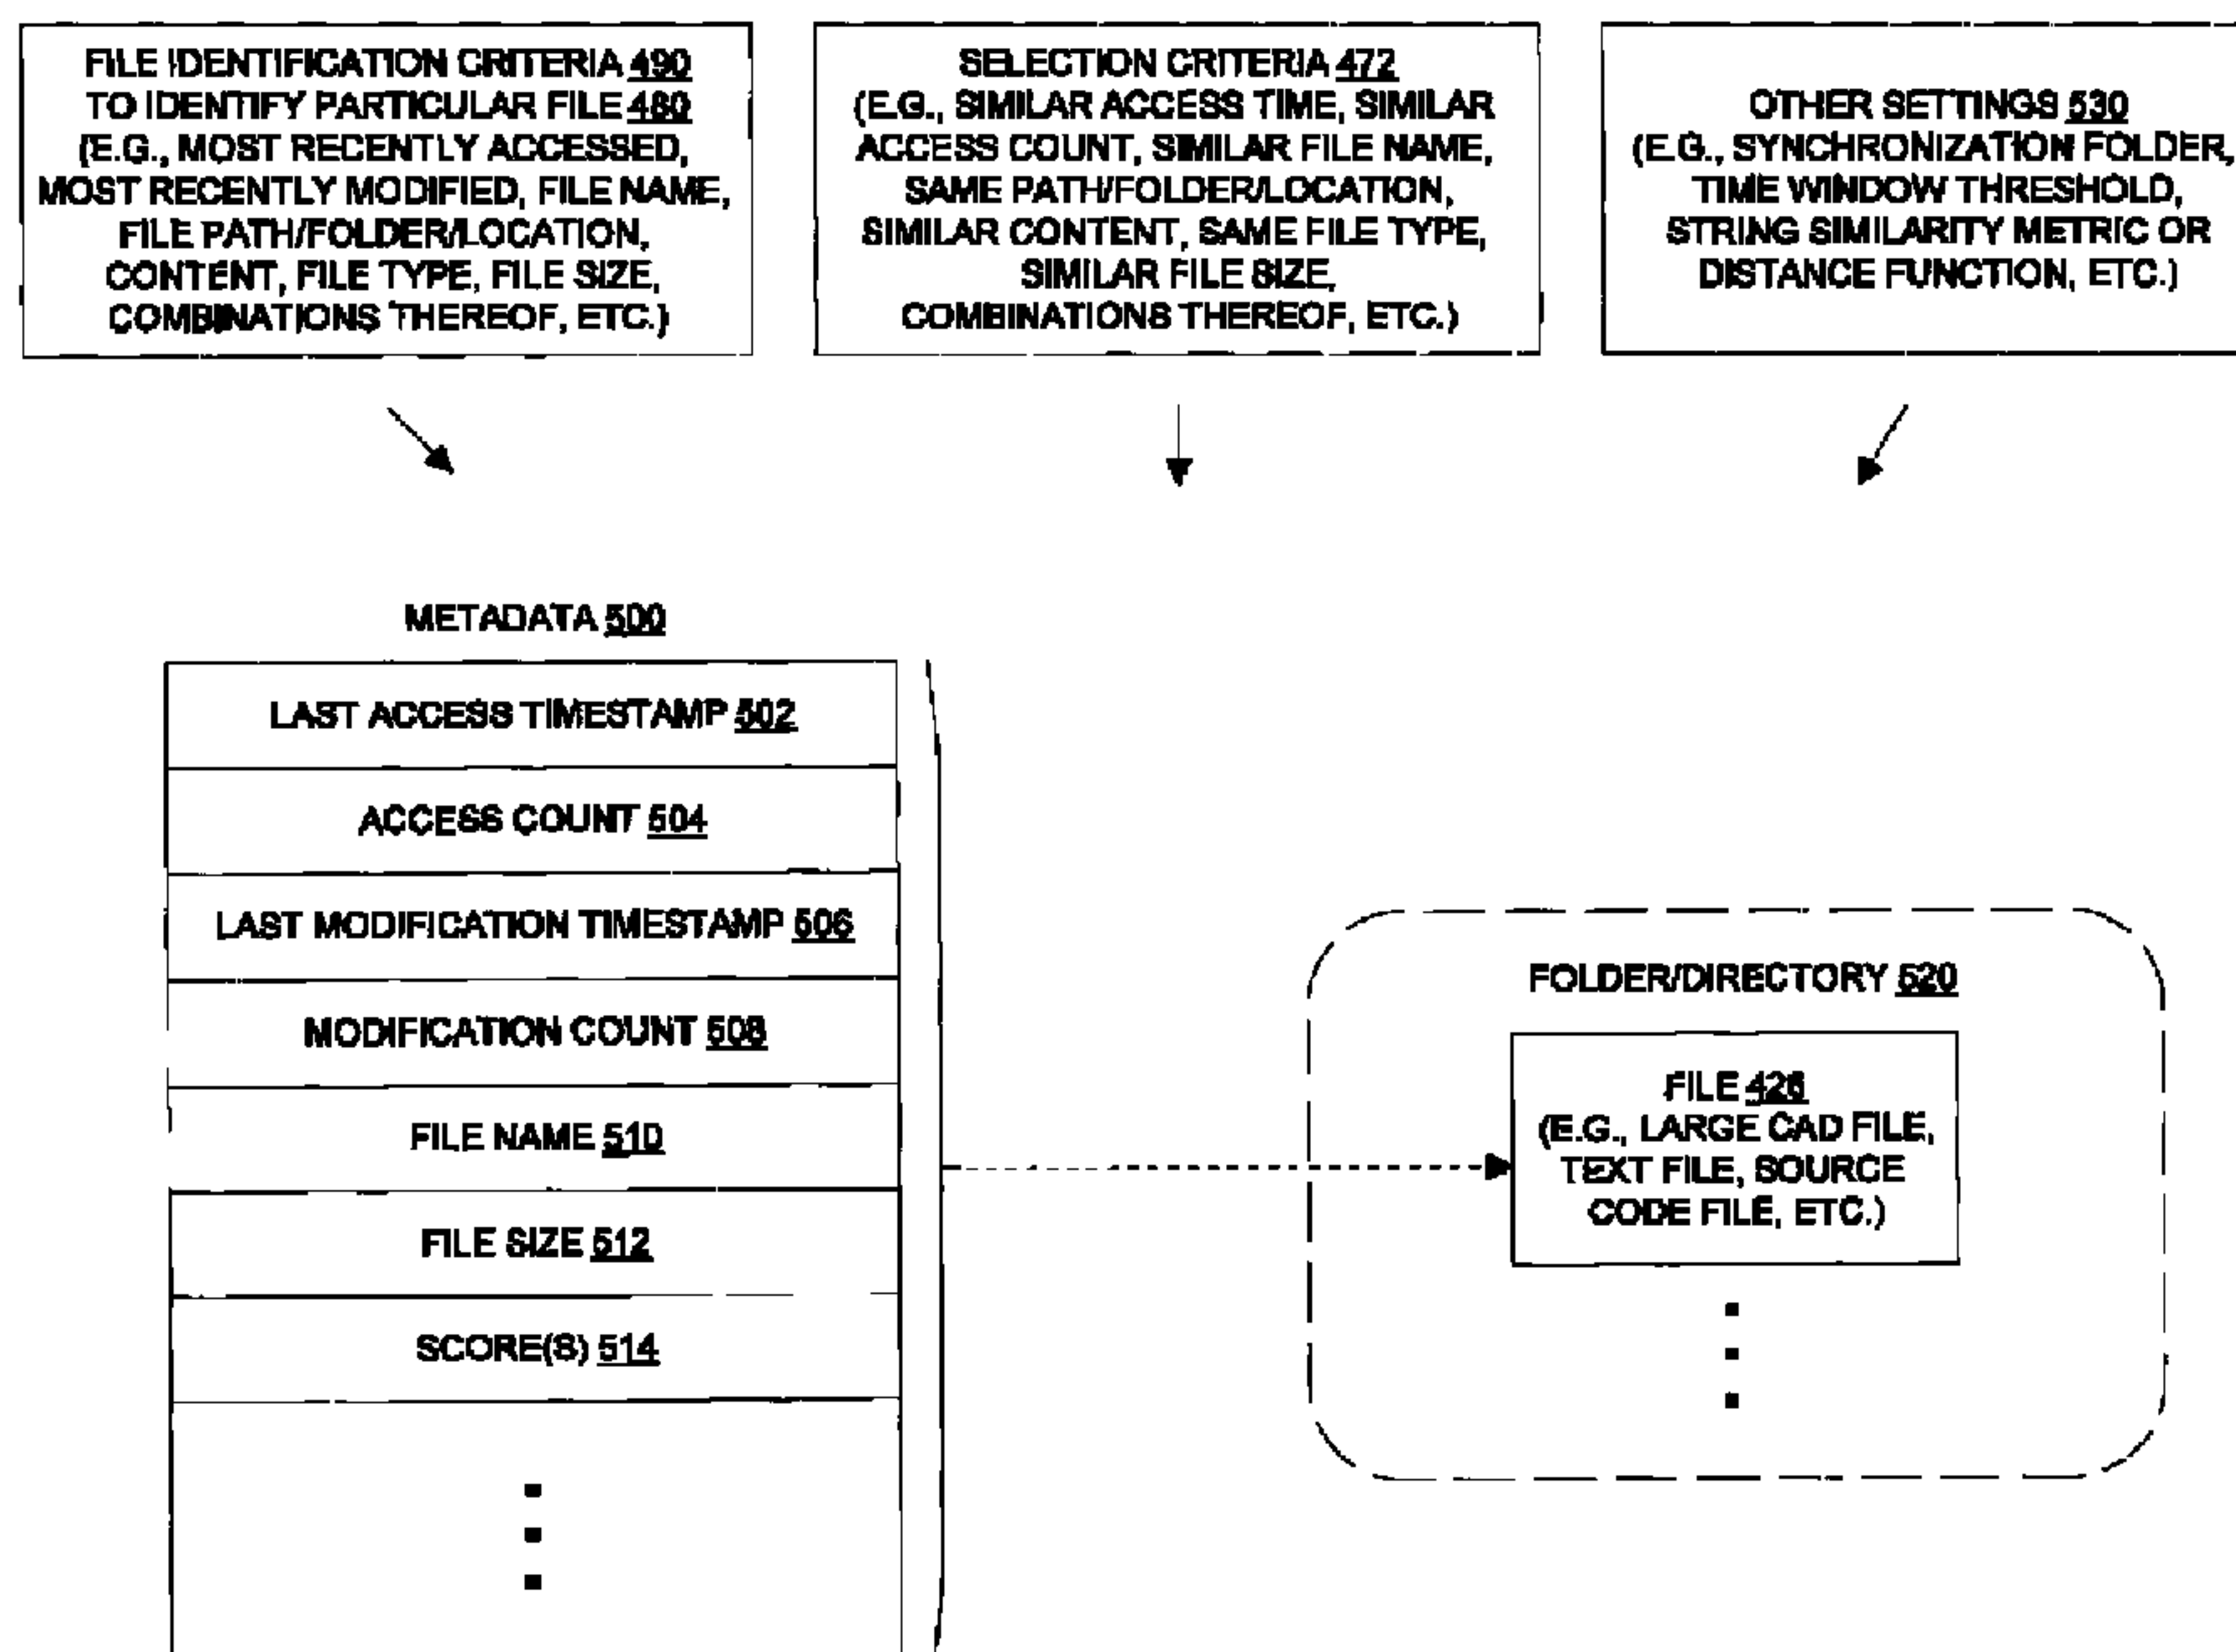 FILE IDENTIFICATION CRITERIA 490
TO IDENTIFY PARTICULAR FILE 480
(E.G., MOST RECENTLY ACCESSED,
MOST RECENTLY MODIFIED, FILE NAME,
FILE PATH/FOLDER/LOCATION,
CONTENT, FILE TYPE, FILE SIZE,
COMBINATIONS THEREOF, ETC.)
SELECTION CRITERIA 472
(E.G., SIMILAR ACCESS TIME, SIMILAR
ACCESS COUNT, SIMILAR FILE NAME,
SAME PATH/FOLDER/LOCATION,
SIMILAR CONTENT, SAME FILE TYPE,
SIMILAR FILE SIZE,
COMBINATIONS THEREOF, ETC.)
OTHER SETTINGS 530
(E.G., SYNCHRONIZATION FOLDER,
TIME WINDOW THRESHOLD,
STRING SIMILARITY METRIC OR
DISTANCE FUNCTION, ETC.)
METADATA 500
LAST ACCESS TIMESTAMP 502
ACCESS COUNT 504
LAST MODIFICATION TIMESTAMP 506
MODIFICATION COUNT 508
FILE NAME 510
FILE SIZE 512
SCORE(S) 514
FOLDER/DIRECTORY 520
FILE 426
(E.G., LARGE CAD FILE,
TEXT FILE, SOURCE
CODE FILE, ETC.)